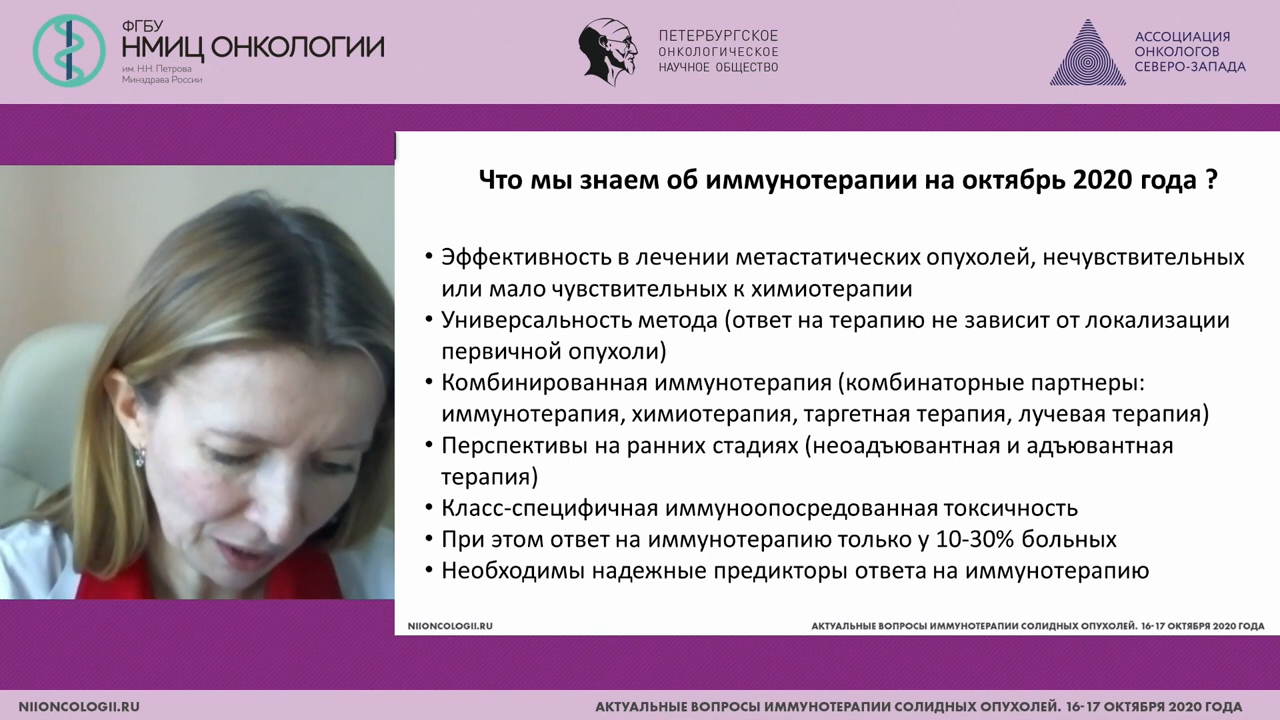 ФГБУ
НМИЦ ОНКОЛОГИИ
им. Н.Н. Петрова
Минздрава России
ПЕТЕРБУРГСКОЕ
ОНКОЛОГИЧЕСКОЕ
НАУЧНОЕ ОБЩЕСТВО
АССОЦИАЦИЯ
ОНКОЛОГОВ
СЕВЕРО-ЗАПАДА
Что мы знаем об иммунотерапии на октябрь 2020 года ?
• Эффективность в лечении метастатических опухолей, нечувствительных
или мало чувствительных к химиотерапии
• Универсальность метода (ответ на терапию не зависит от локализации
первичной опухоли)
• Комбинированная иммунотерапия (комбинаторные партнеры:
иммунотерапия, химиотерапия, таргетная терапия, лучевая терапия)
• Перспективы на ранних стадиях (неоадъювантная и адъювантная
терапия)
• Класс-специфичная иммуноопосредованная токсичность
• При этом ответ на иммунотерапию только у 10-30% больных
• Необходимы надежные предикторы ответа на иммунотерапию
NIIONCOLOGII.RU
АКТУАЛЬНЫЕ ВОПРОСЫ ИММУНОТЕРАПИИ СОЛИДНЫХ ОПУХОЛЕЙ. 16-17 ОКТЯБРЯ 2020 ГОДА
NIIONCOLOGII.RU
АКТУАЛЬНЫЕ ВОПРОСЫ ИММУНОТЕРАПИИ СОЛИДНЫХ ОПУХОЛЕЙ. 16-17 ОКТЯБРЯ 2020 ГОДА